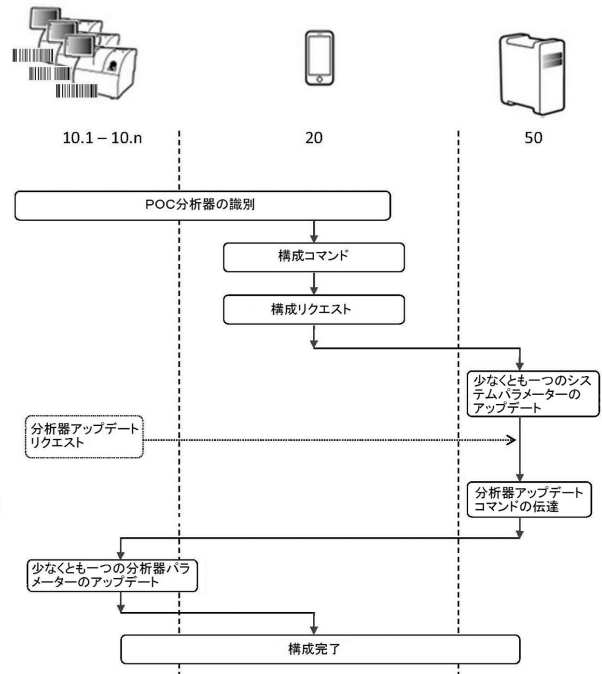 10.1 – 10.n
20
50
POC分析器の識別
構成コマンド
構成リクエスト
少なくとも一つのシス
テムパラメーターの
アップデート
分析器アップデート
リクエスト
分析器アップデート
コマンドの伝達
少なくとも一つの分析器パラ
メーターのアップデート
構成完了